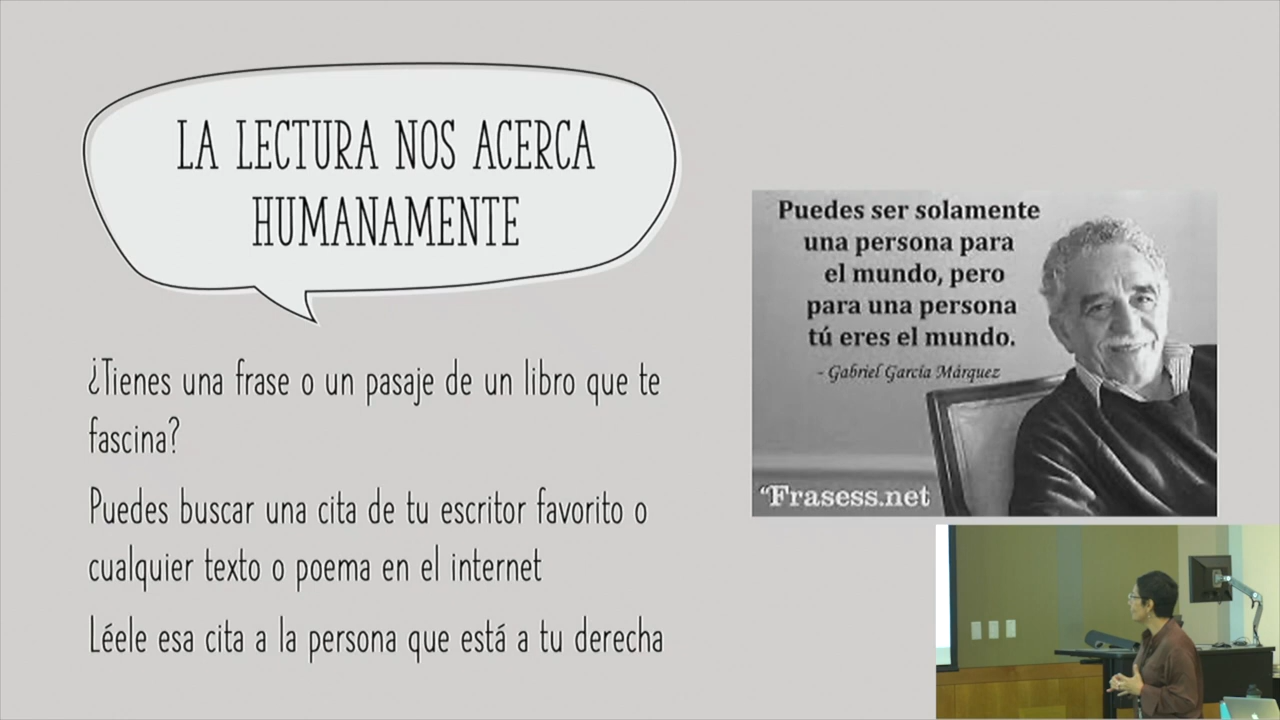 LA LECTURA NOS ACERCA
HUMANAMENTE
¿Tienes una frase o un pasaje de un libro que te
fascina?
Puedes buscar una cita de tu escritor favorito o
cualquier texto o poema en el internet
Léele esa cita a la persona que está a tu derecha
Puedes ser solamente
una persona para
el mundo, pero
para una persona
tú eres el mundo.
- Gabriel García Márquez
“Frasess.net